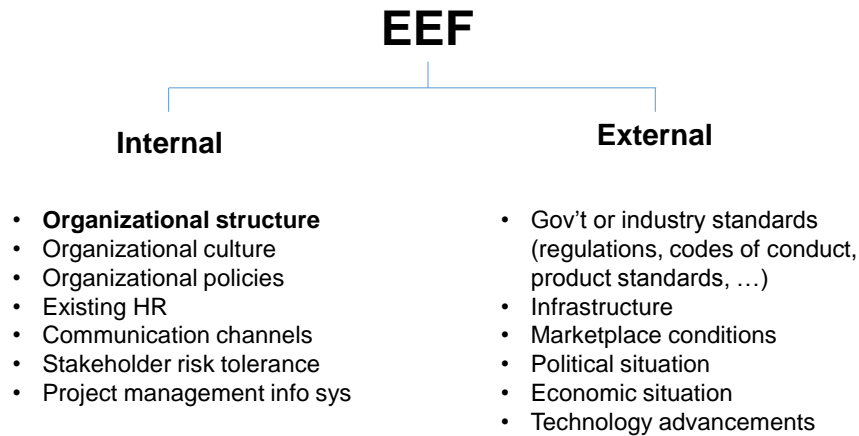 EEF
Internal
External
• Organizational structure
• Organizational culture
• Organizational policies
• Existing HR
• Communication channels
• Stakeholder risk tolerance
• Project management info sys
• Gov't or industry standards
(regulations, codes of conduct,
product standards, …)
• Infrastructure
• Marketplace conditions
• Political situation
• Economic situation
• Technology advancements